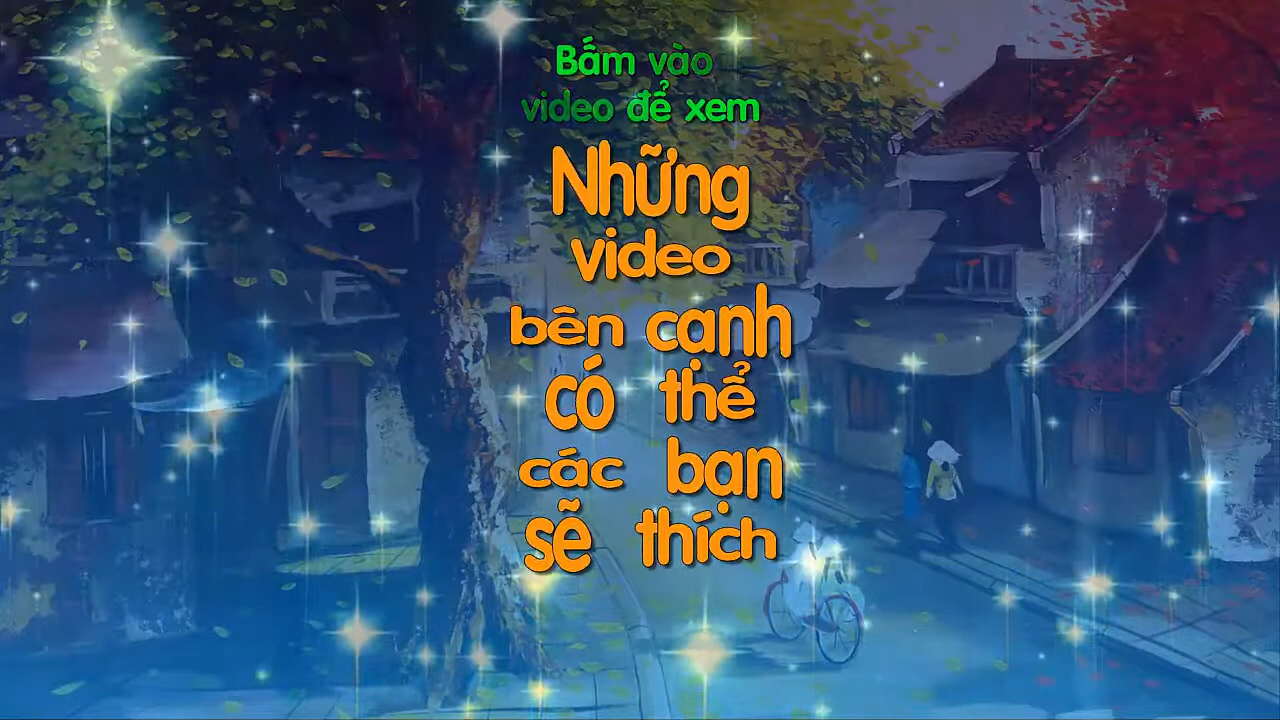 Bấm vào
video để xem
Những
video
bên cạnh
có thể
các bạn
sẽ thích